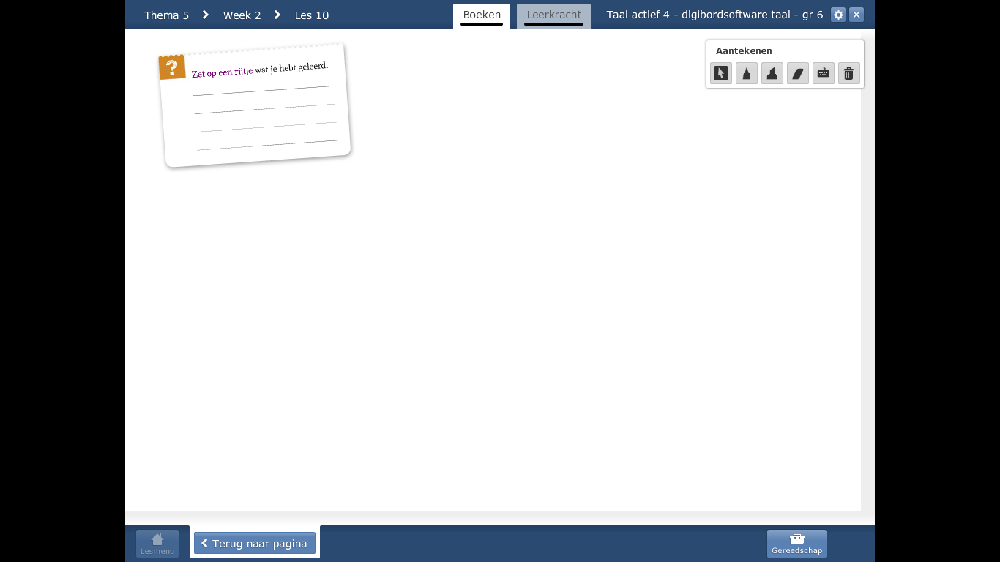 Thema 5 Week 2 Les 10 Boeken Leerkracht Taal actief 4 - digibordsoftware taal - gr 6
Aantekenen
? Zet op een rijtje wat je hebt geleerd.
Lesmenu Terug naar pagina Gereedschap